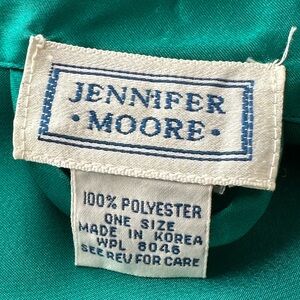 JENNIFER
• MOORE •
100% POLYESTER
ONE SIZE
MADE IN KOREA
WPL 8046
SEE REV FOR CARE